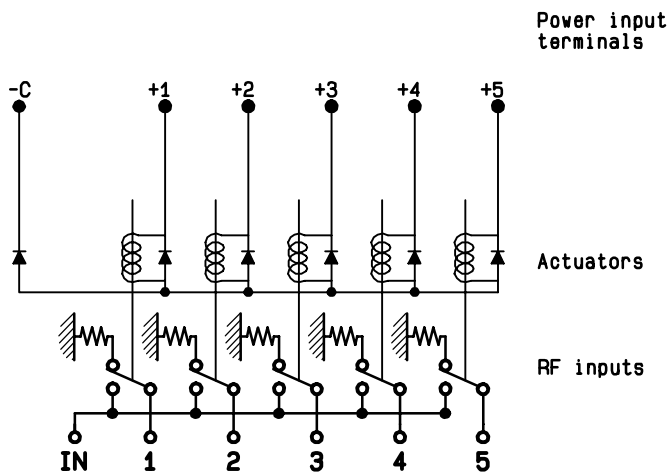 Power input
terminals
-C +1 +2 +3 +4 +5
Actuators
RF inputs
IN 1 2 3 4 5